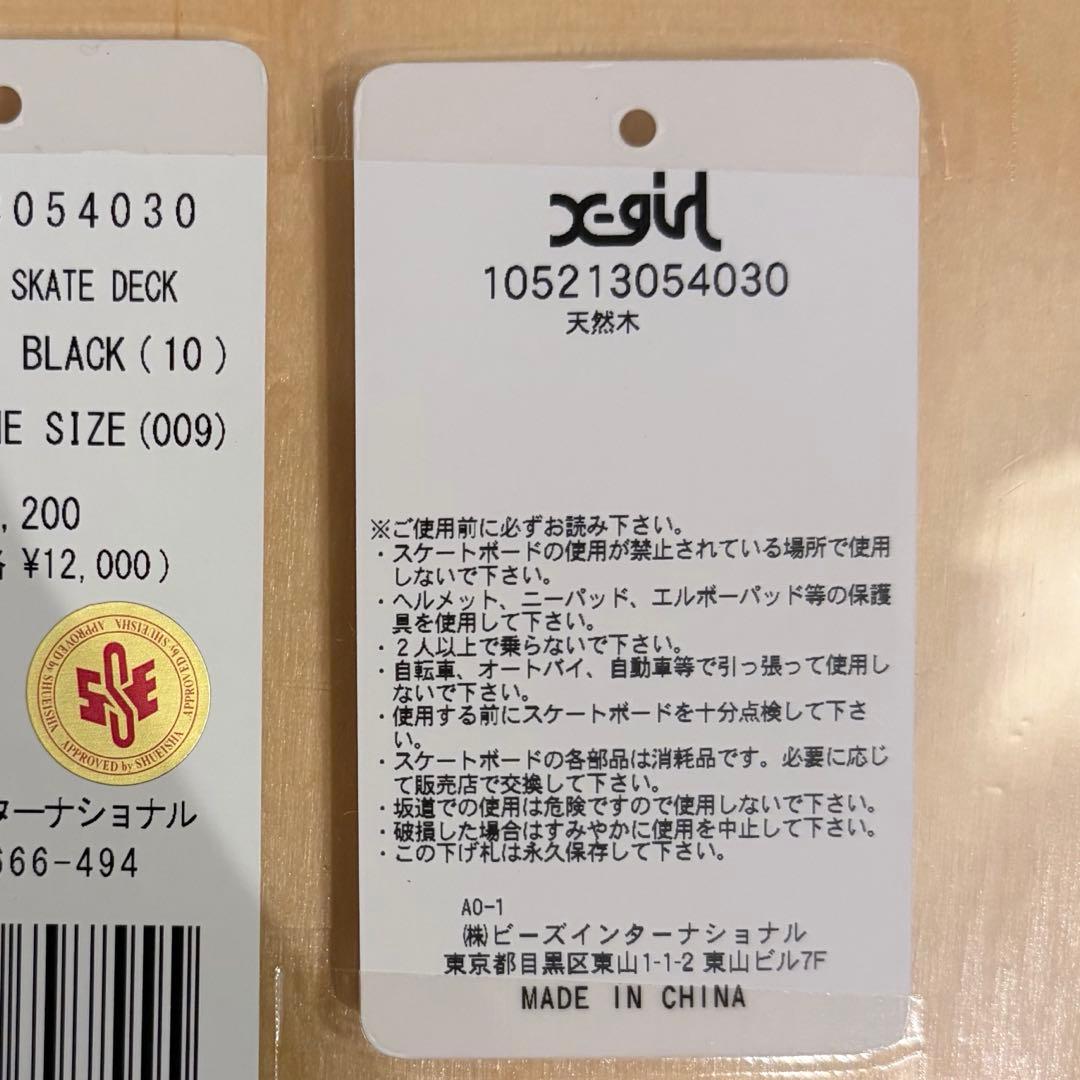 054030
SKATE DECK
BLACK(10)
SIZE(009)
,200
¥12,000)
APPROVED by SHUEISHA APPROVED by SHUEISHA APPROVED by SHUEISHA
ターナショナル
666-494
X-girl
105213054030
天然木
※ご使用前に必ずお読み下さい。
・スケートボードの使用が禁止されている場所で使用
しないで下さい。
・ヘルメット、ニーパッド、エルボーパッド等の保護
具を使用して下さい。
・2人以上で乗らないで下さい。
・自転車、オートバイ、自動車等で引っ張って使用し
ないで下さい。
・使用する前にスケートボードを十分点検して下さ
い。
・スケートボードの各部品は消耗品です。必要に応じ
て販売店で交換して下さい。
・坂道での使用は危険ですので使用しないで下さい。
・破損した場合はすみやかに使用を中止して下さい。
・この下げ札は永久保存して下さい。
A0-1
㈱ビーズインターナショナル
東京都目黒区東山1-1-2 東山ビル7F
MADE IN CHINA